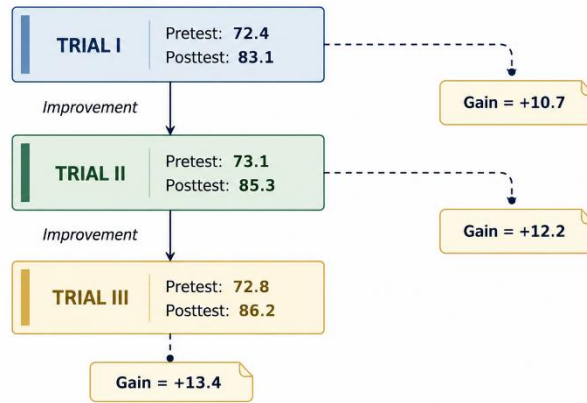 TRIAL I
Pretest: 72.4
Posttest: 83.1
Gain = +10.7
Improvement
TRIAL II
Pretest: 73.1
Posttest: 85.3
Gain = +12.2
Improvement
TRIAL III
Pretest: 72.8
Posttest: 86.2
Gain = +13.4